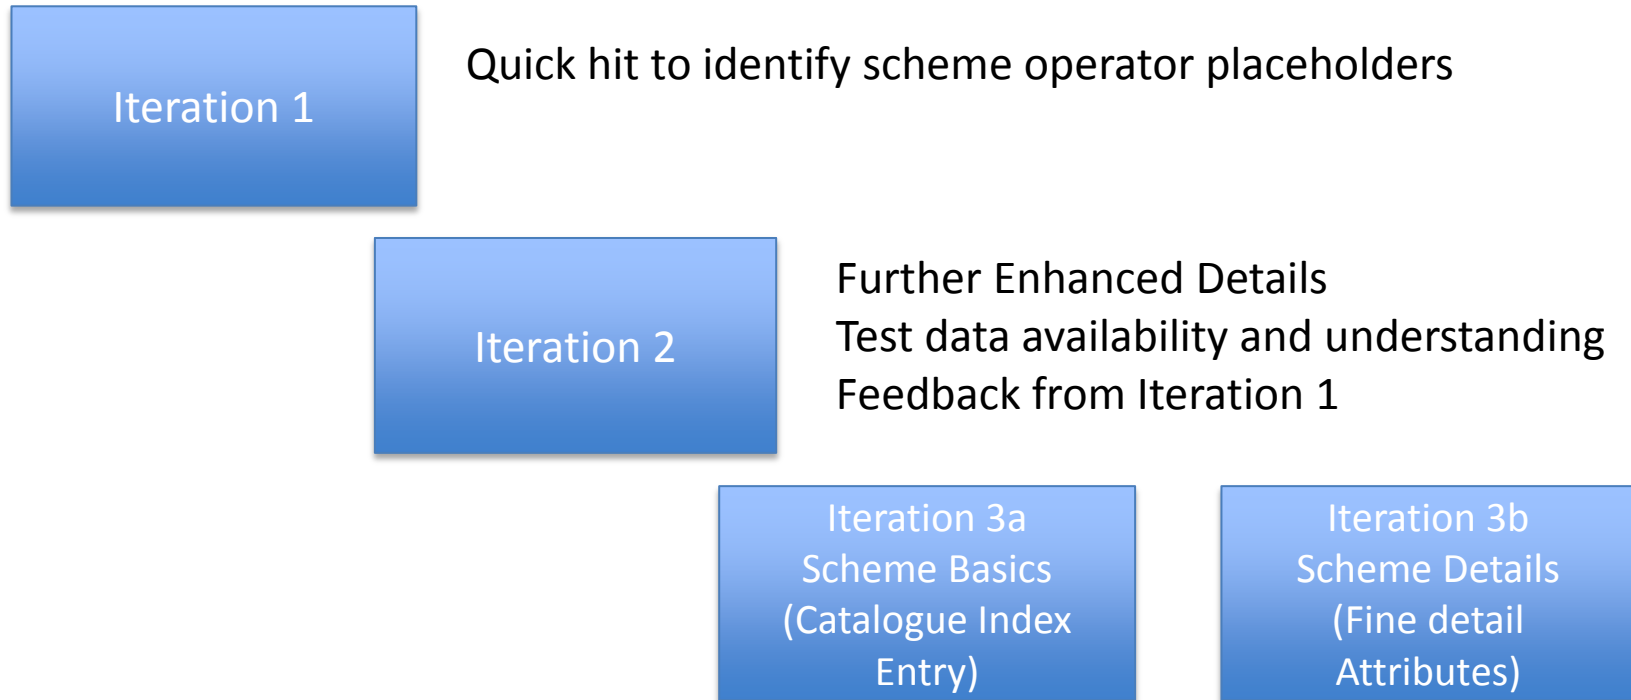 Iteration 1
Quick hit to identify scheme operator placeholders
Iteration 2
Further Enhanced Details
Test data availability and understanding
Feedback from Iteration 1
Iteration 3a
Scheme Basics
(Catalogue Index
Entry)
Iteration 3b
Scheme Details
(Fine detail
Attributes)